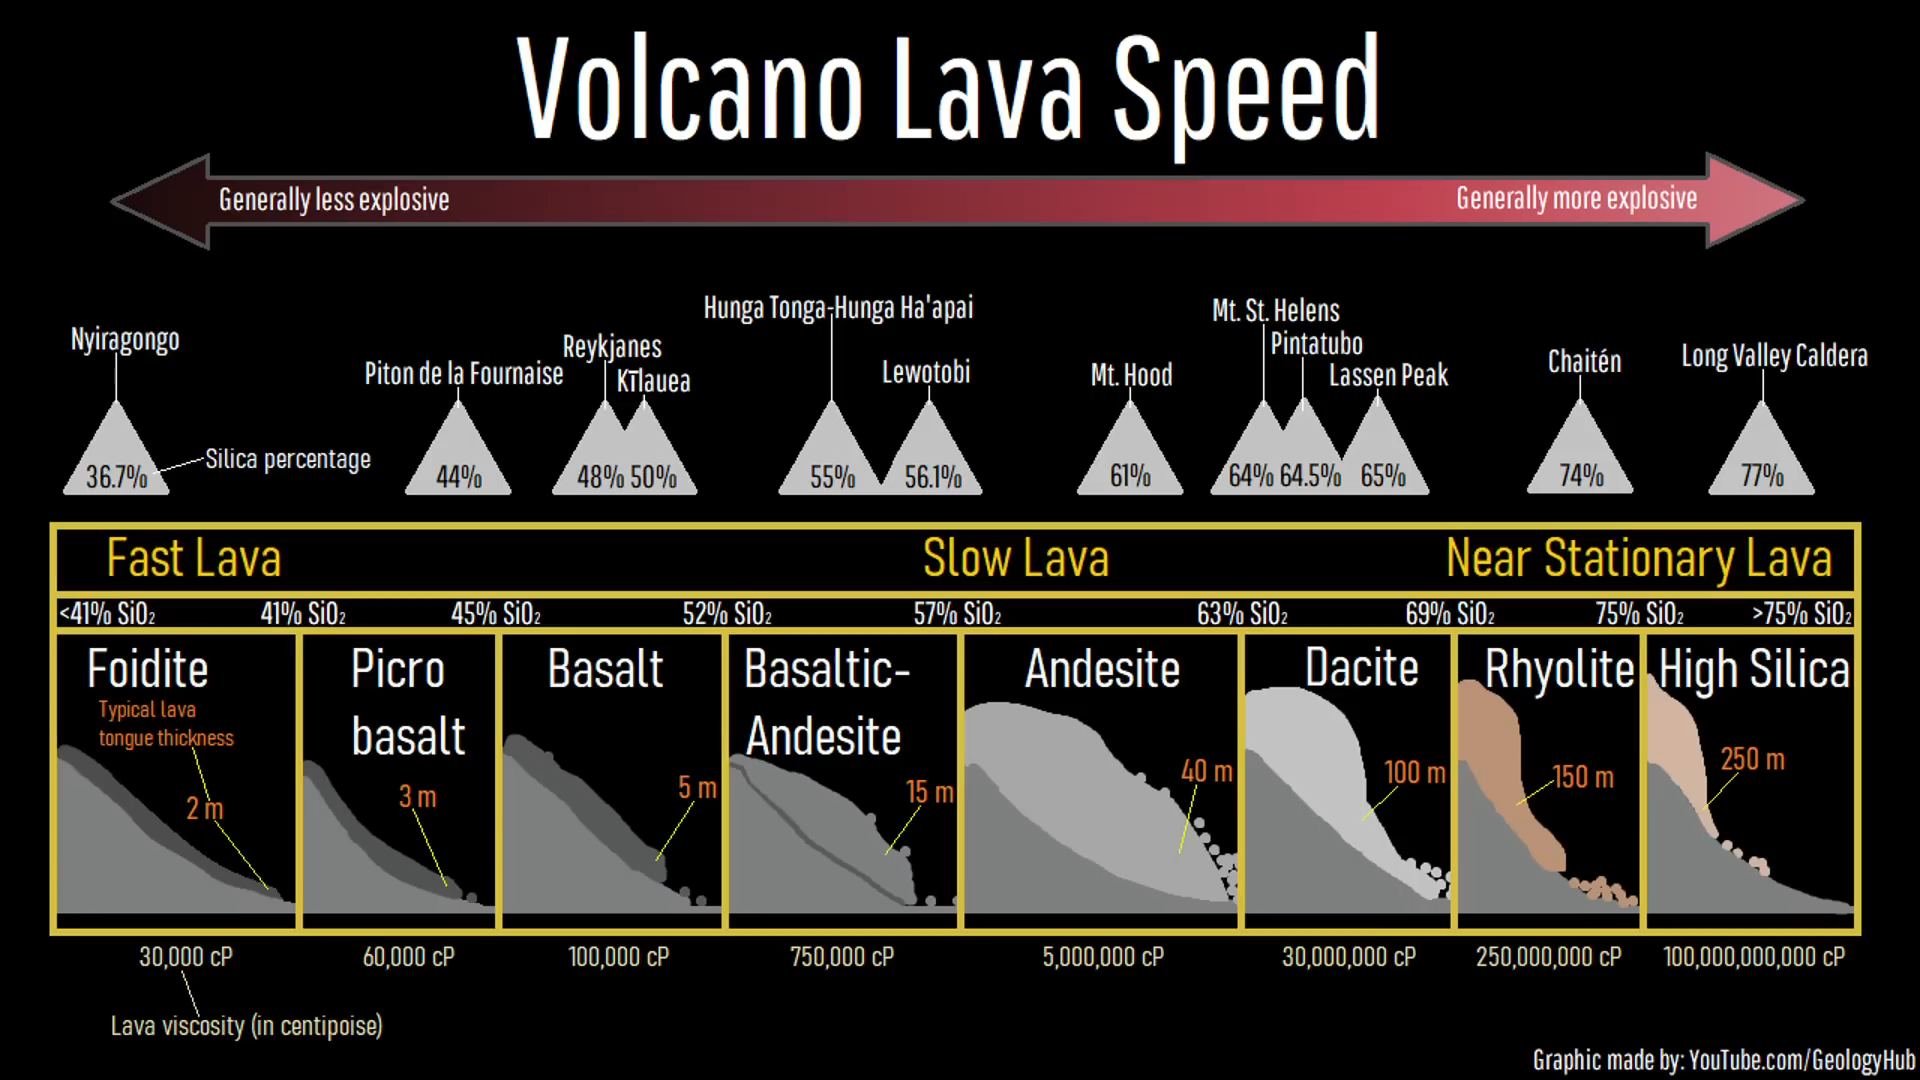 Volcano Lava Speed
Generally less explosive
Generally more explosive
Nyiragongo
Piton de la Fournaise
Reykjanes
Kīlauea
Hunga Tonga-Hunga Ha'apai
Lewotobi
Mt. Hood
Mt. St. Helens
Pintatubo
Lassen Peak
Chaitén
Long Valley Caldera
36.7%
Silica percentage
44%
48%
50%
55%
56.1%
61%
64%
64.5%
65%
74%
77%
Fast Lava
Slow Lava
Near Stationary Lava
<41% SiO₂
41% SiO₂
45% SiO₂
52% SiO₂
57% SiO₂
63% SiO₂
69% SiO₂
75% SiO₂
>75% SiO₂
Foidite
Typical lava
tongue thickness
2 m
Picro
basalt
3 m
Basalt
5 m
Basaltic-
Andesite
15 m
Andesite
40 m
Dacite
100 m
Rhyolite
150 m
High Silica
250 m
30,000 cP
60,000 cP
100,000 cP
750,000 cP
5,000,000 cP
30,000,000 cP
250,000,000 cP
100,000,000,000 cP
Lava viscosity (in centipoise)
Graphic made by: YouTube.com/GeologyHub